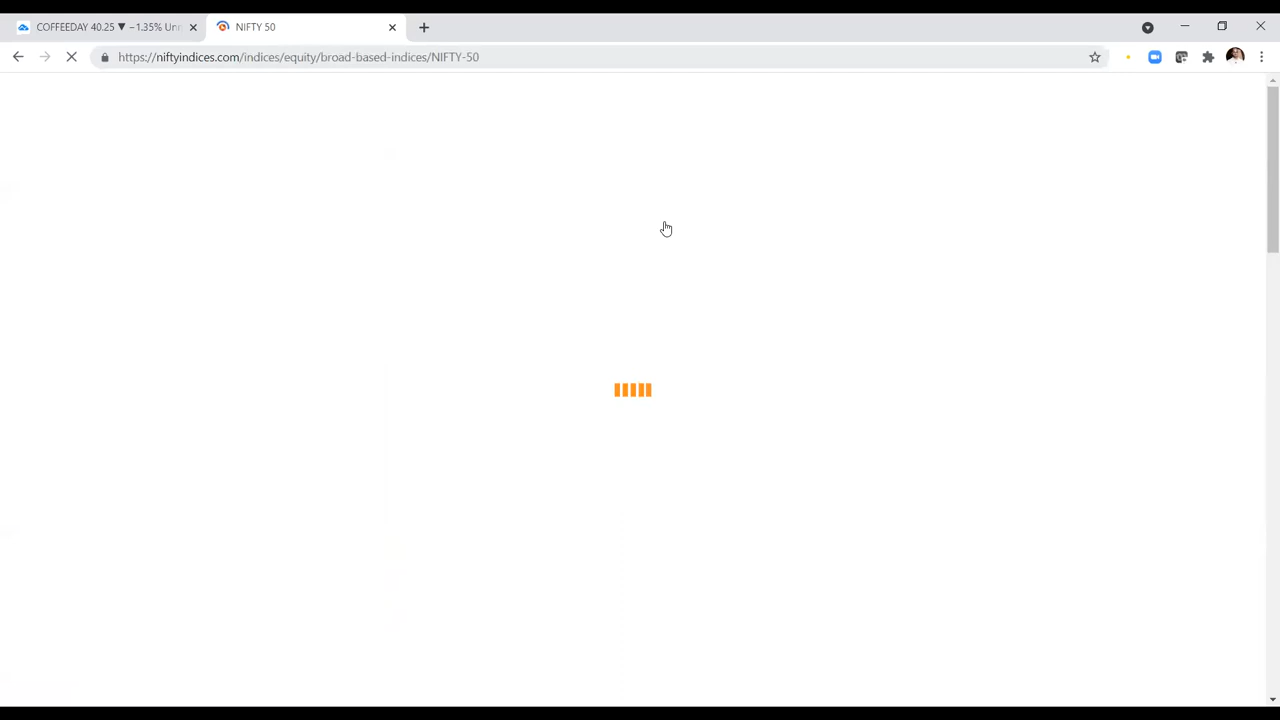 COFFEEDAY 40.25 ▼ −1.35% Un
NIFTY 50
https://niftyindices.com/indices/equity/broad-based-indices/NIFTY-50